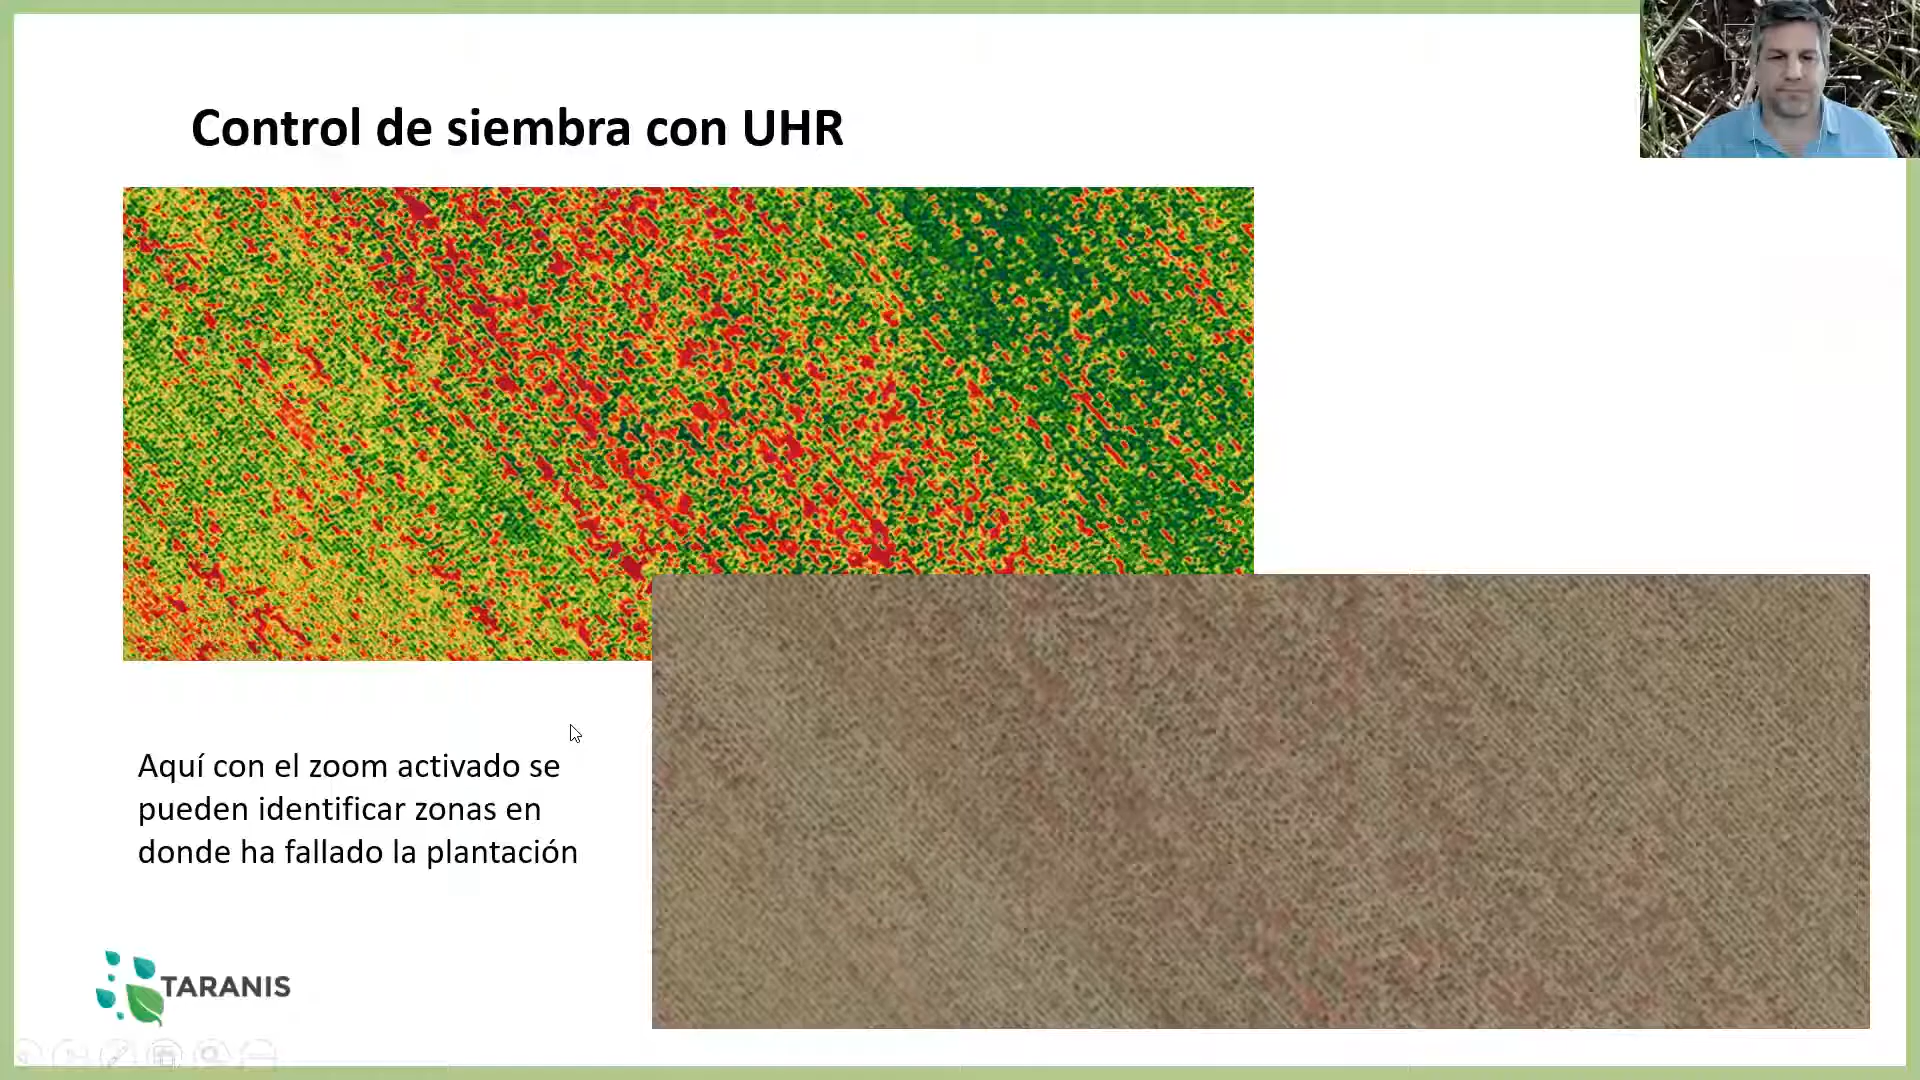 Control de siembra con UHR
Aquí con el zoom activado se
pueden identificar zonas en
donde ha fallado la plantación
TARANIS